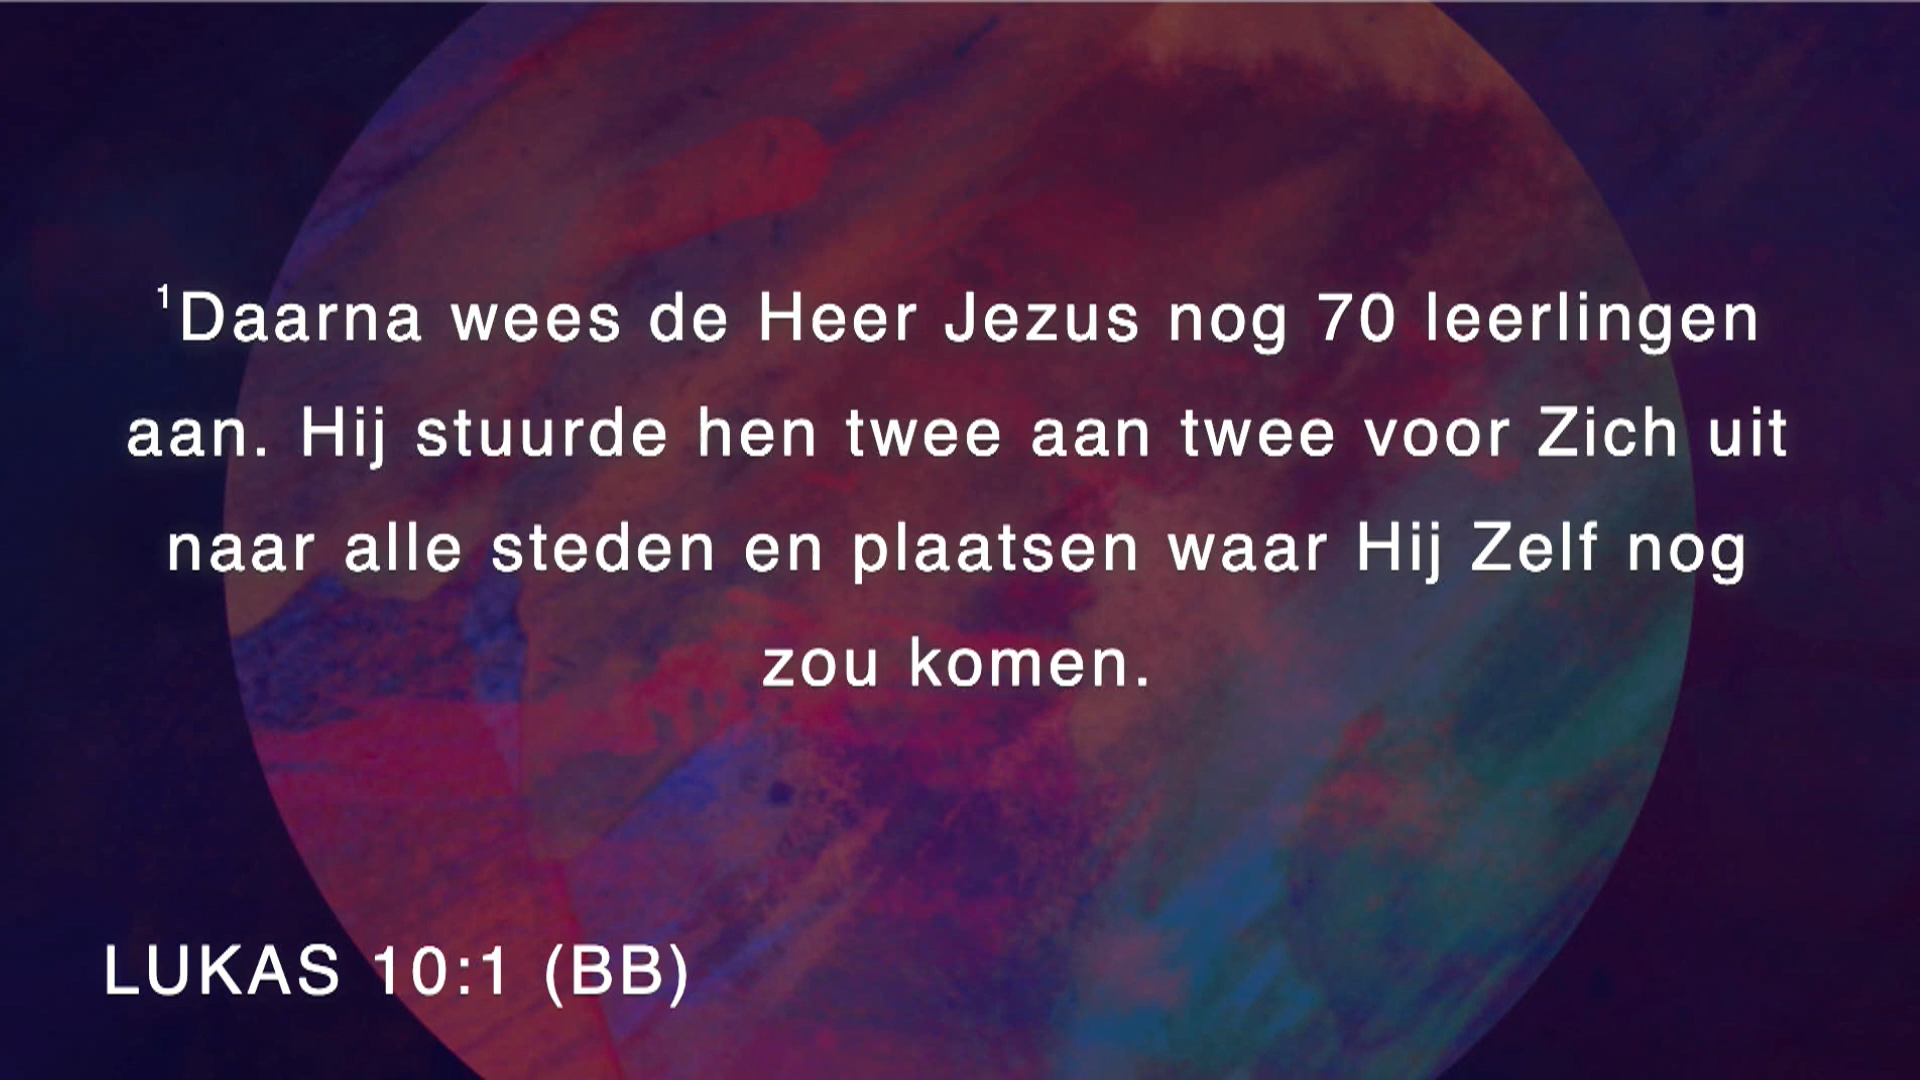 ¹Daarna wees de Heer Jezus nog 70 leerlingen
aan. Hij stuurde hen twee aan twee voor Zich uit
naar alle steden en plaatsen waar Hij Zelf nog
zou komen.
LUKAS 10:1 (BB)